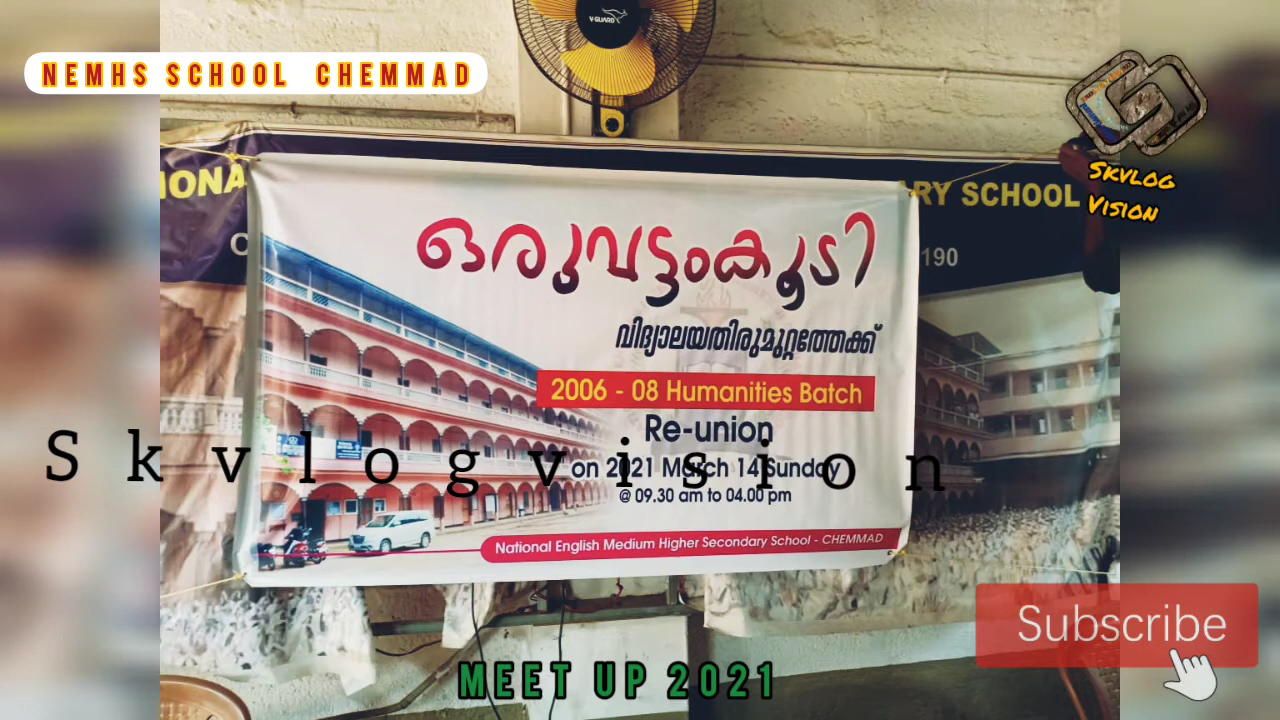 V-GUARD
NEMHS SCHOOL CHEMMAD
Skvlog
Vision
RY SCHOOL
190
ഒരുവട്ടംകൂടി
വിദ്യാലയതിരുമുറ്റത്തേക്ക്
2006 - 08 Humanities Batch
Re-union
Skvlogvision
on 2021 March 14 Sunday
@ 09.30 am to 04.00 pm
National English Medium Higher Secondary School - CHEMMAD
Subscribe
MEET UP 2021